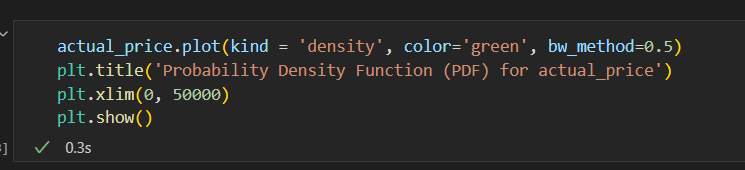 actual_price.plot(kind = 'density', color='green', bw_method=0.5)
plt.title('Probability Density Function (PDF) for actual_price')
plt.xlim(0, 50000)
plt.show()
]
0.3s